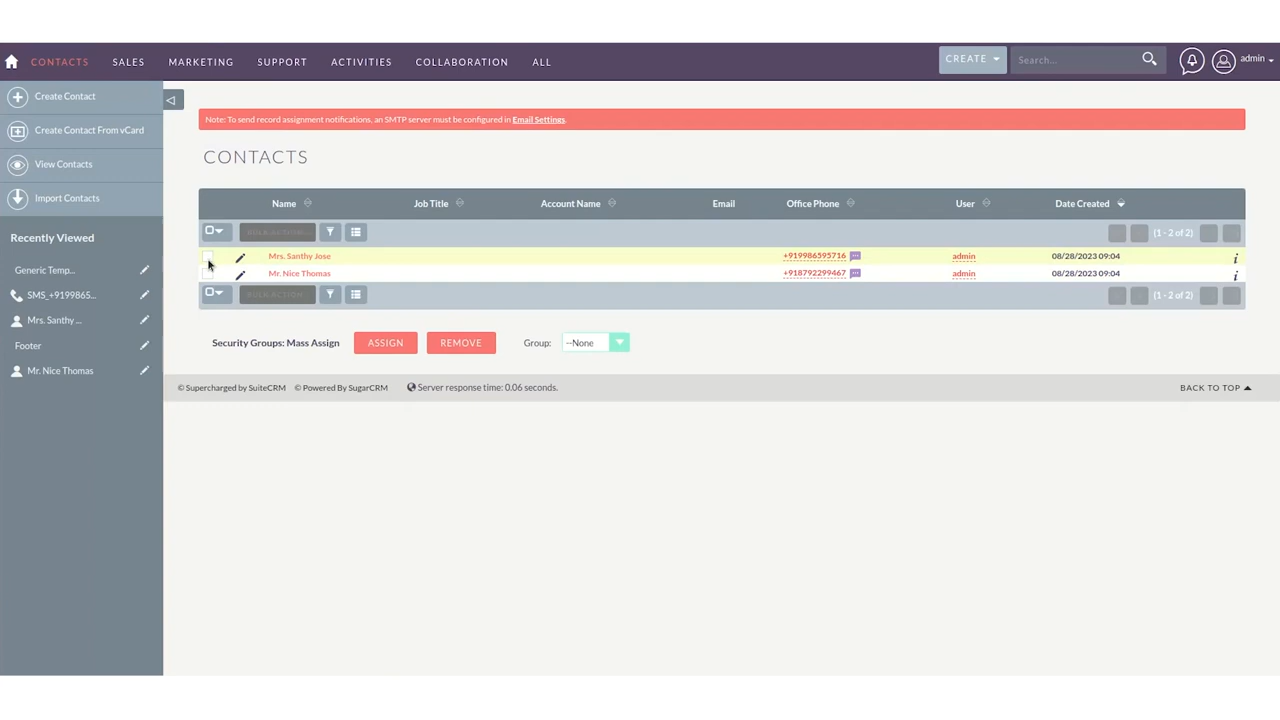 CONTACTS SALES MARKETING SUPPORT ACTIVITIES COLLABORATION ALL CREATE Search... admin
Create Contact
Create Contact From vCard
View Contacts
Import Contacts
Recently Viewed
Generic Temp...
SMS_+9199865...
Mrs. Santhy ...
Footer
Mr. Nice Thomas
Note: To send record assignment notifications, an SMTP server must be configured in Email Settings.
CONTACTS
Name Job Title Account Name Email Office Phone User Date Created
(1 - 2 of 2)
Mrs. Santhy Jose +919986595716 admin 08/28/2023 09:04
Mr. Nice Thomas +918792299467 admin 08/28/2023 09:04
BULK ACTION (1 - 2 of 2)
Security Groups: Mass Assign ASSIGN REMOVE Group: --None
© Supercharged by SuiteCRM © Powered By SugarCRM Server response time: 0.06 seconds. BACK TO TOP